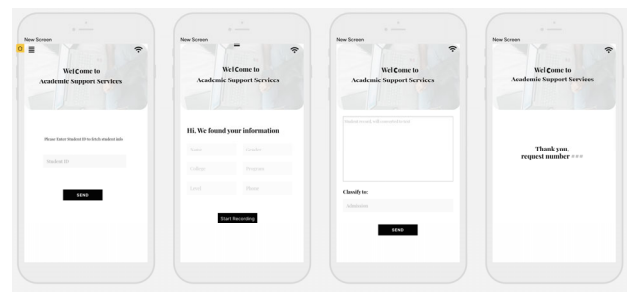 New Screen
Welcome to
Academic Support Services
Please Enter Student ID to fetch student info
Student ID
SEND
New Screen
Welcome to
Academic Support Services
Hi, We found your information
Name
Gender
College
Program
Level
Phone
Start Recording
New Screen
Welcome to
Academic Support Services
Classify to:
Admission
SEND
New Screen
Welcome to
Academic Support Services
Thank you,
request number ***